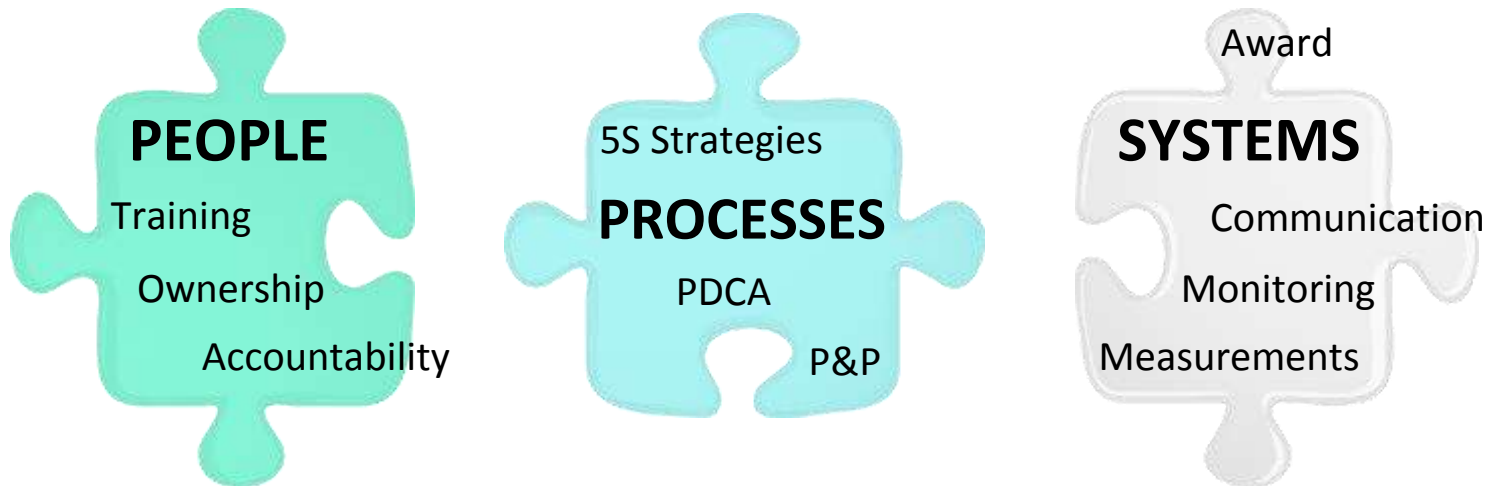 PEOPLE
Training
Ownership
Accountability
5S Strategies
PROCESSES
PDCA
P&P
Award
SYSTEMS
Communication
Monitoring
Measurements